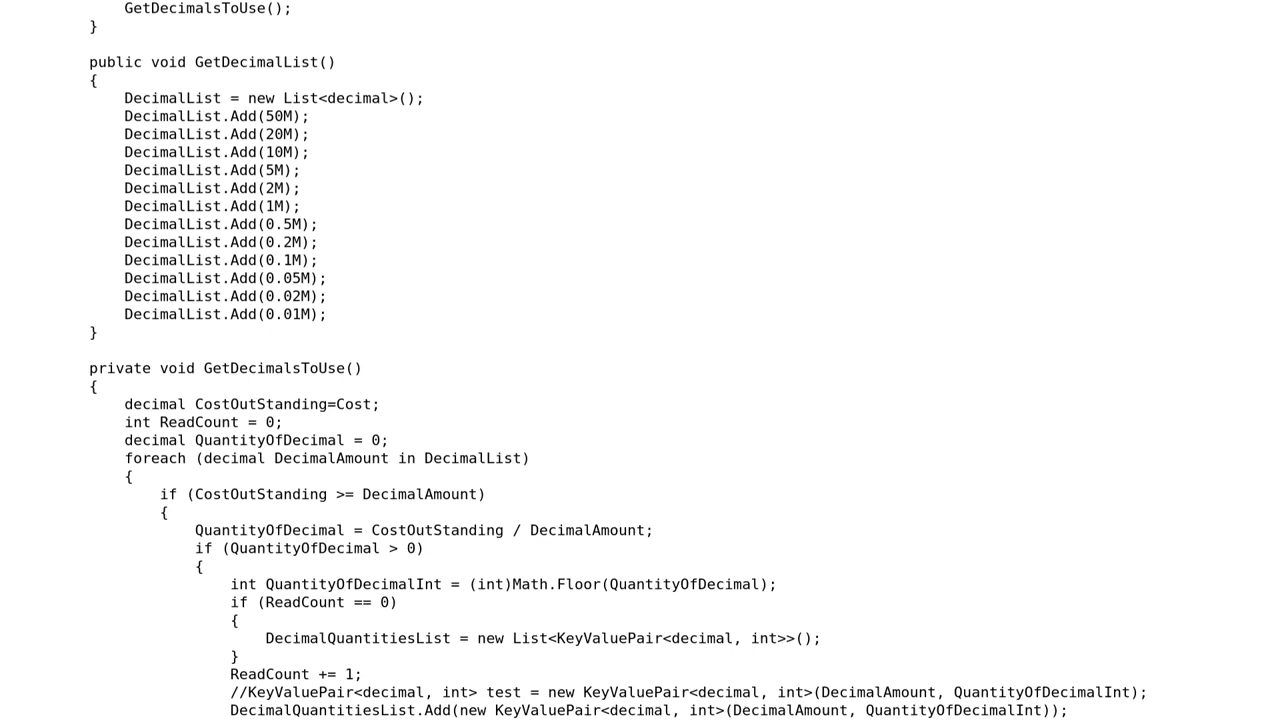 GetDecimalsToUse();
}
public void GetDecimalList()
{
DecimalList = new List<decimal>();
DecimalList.Add(50M);
DecimalList.Add(20M);
DecimalList.Add(10M);
DecimalList.Add(5M);
DecimalList.Add(2M);
DecimalList.Add(1M);
DecimalList.Add(0.5M);
DecimalList.Add(0.2M);
DecimalList.Add(0.1M);
DecimalList.Add(0.05M);
DecimalList.Add(0.02M);
DecimalList.Add(0.01M);
}
private void GetDecimalsToUse()
{
decimal CostOutStanding=Cost;
int ReadCount = 0;
decimal QuantityOfDecimal = 0;
foreach (decimal DecimalAmount in DecimalList)
{
if (CostOutStanding >= DecimalAmount)
{
QuantityOfDecimal = CostOutStanding / DecimalAmount;
if (QuantityOfDecimal > 0)
{
int QuantityOfDecimalInt = (int)Math.Floor(QuantityOfDecimal);
if (ReadCount == 0)
{
DecimalQuantitiesList = new List<KeyValuePair<decimal, int>>();
}
ReadCount += 1;
//KeyValuePair<decimal, int> test = new KeyValuePair<decimal, int>(DecimalAmount, QuantityOfDecimalInt);
DecimalQuantitiesList.Add(new KeyValuePair<decimal, int>(DecimalAmount, QuantityOfDecimalInt));